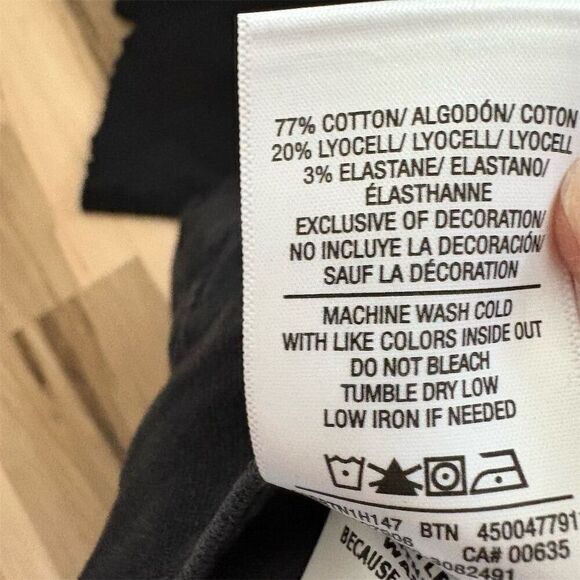 77% COTTON/ ALGODÓN/ COTON
20% LYOCELL/ LYOCELL/ LYOCELL
3% ELASTANE/ ELASTANO/
ÉLASTHANNE
EXCLUSIVE OF DECORATION/
NO INCLUYE LA DECORACIÓN/
SAUF LA DÉCORATION
MACHINE WASH COLD
WITH LIKE COLORS INSIDE OUT
DO NOT BLEACH
TUMBLE DRY LOW
LOW IRON IF NEEDED
BTN
CA# 00635
BECAUSE